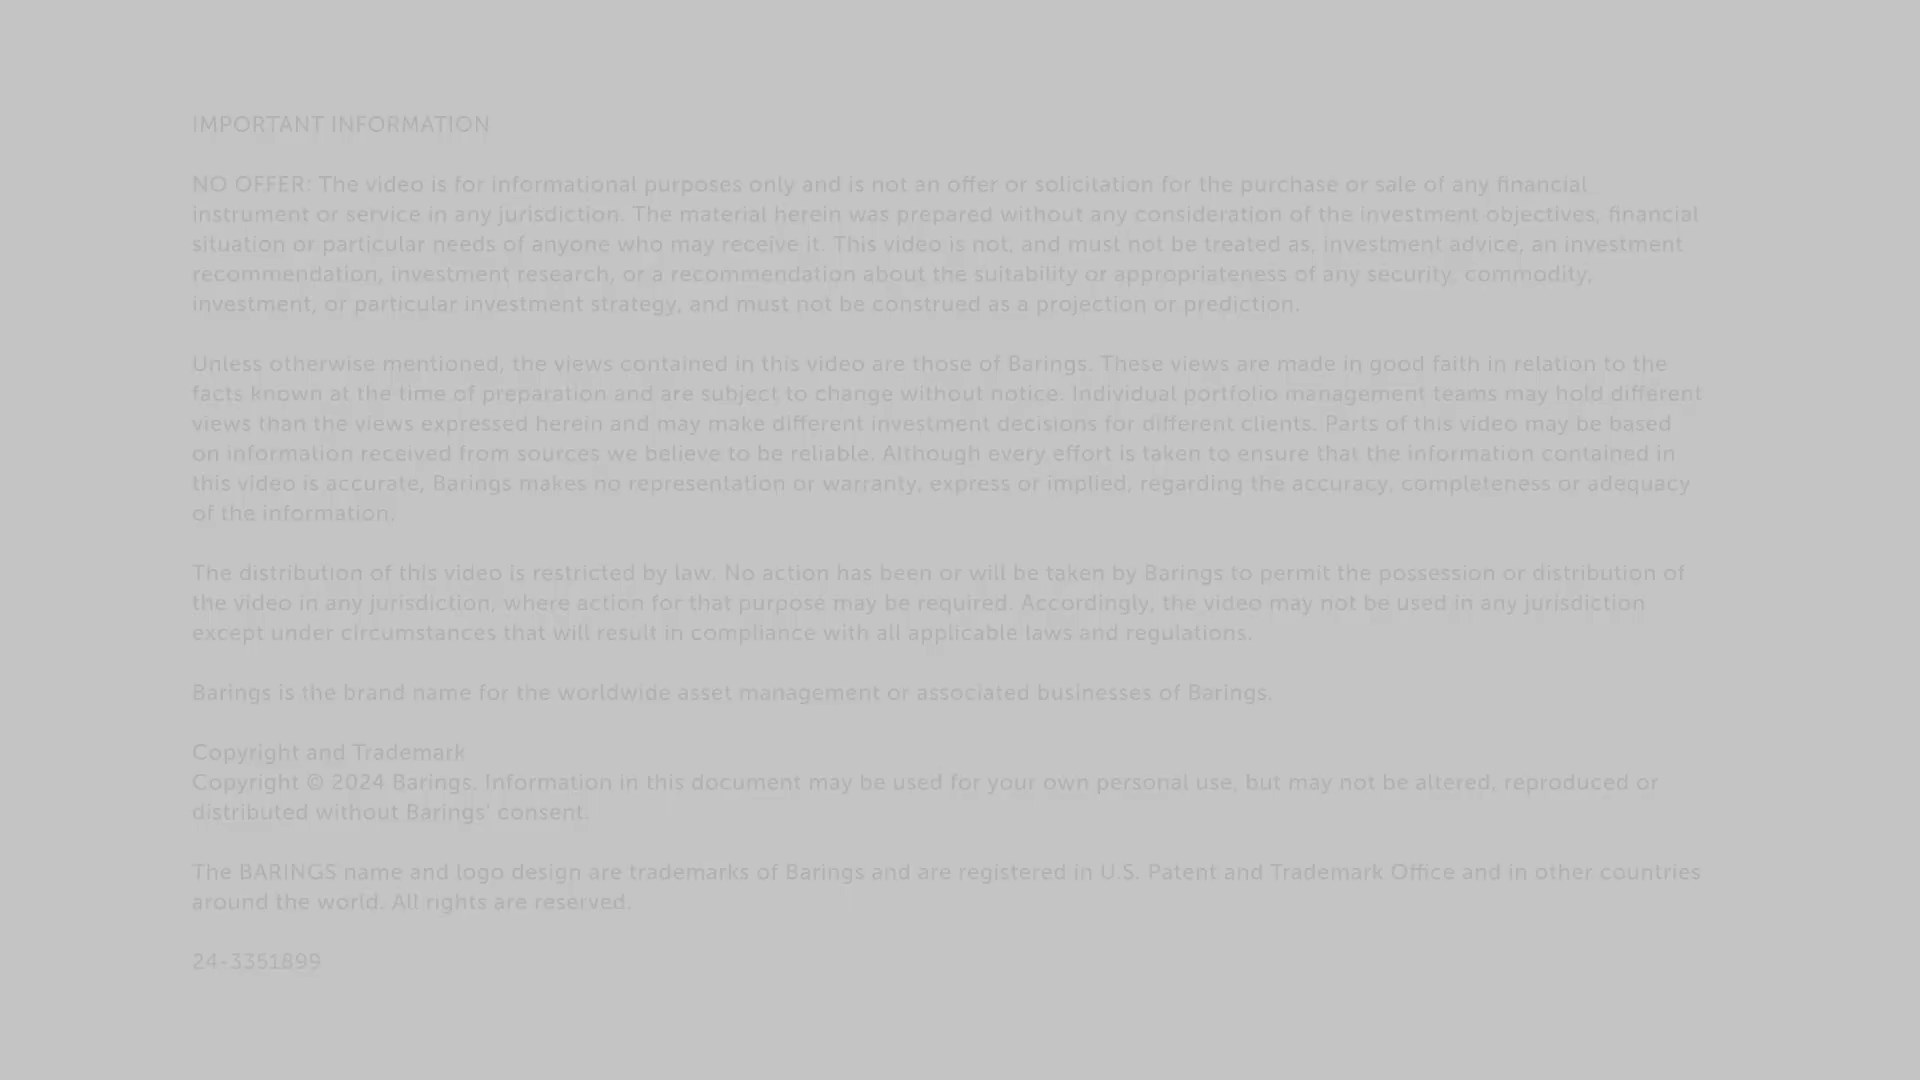 IMPORTANT INFORMATION
NO OFFER: The video is for informational purposes only and is not an offer or solicitation for the purchase or sale of any financial
instrument or service in any jurisdiction. The material herein was prepared without any consideration of the investment objectives, financial
situation or particular needs of anyone who may receive it. This video is not, and must not be treated as, investment advice, an investment
recommendation, investment research, or a recommendation about the suitability or appropriateness of any security, commodity,
investment, or particular investment strategy, and must not be construed as a projection or prediction.
Unless otherwise mentioned, the views contained in this video are those of Barings. These views are made in good faith in relation to the
facts known at the time of preparation and are subject to change without notice. Individual portfolio management teams may hold different
views than the views expressed herein and may make different investment decisions for different clients. Parts of this video may be based
on information received from sources we believe to be reliable. Although every effort is taken to ensure that the information contained in
this video is accurate, Barings makes no representation or warranty, express or implied, regarding the accuracy, completeness or adequacy
of the information.
The distribution of this video is restricted by law. No action has been or will be taken by Barings to permit the possession or distribution of
the video in any jurisdiction, where action for that purpose may be required. Accordingly, the video may not be used in any jurisdiction
except under circumstances that will result in compliance with all applicable laws and regulations.
Barings is the brand name for the worldwide asset management or associated businesses of Barings.
Copyright and Trademark
Copyright © 2024 Barings. Information in this document may be used for your own personal use, but may not be altered, reproduced or
distributed without Barings' consent.
The BARINGS name and logo design are trademarks of Barings and are registered in U.S. Patent and Trademark Office and in other countries
around the world. All rights are reserved.
24-3351899